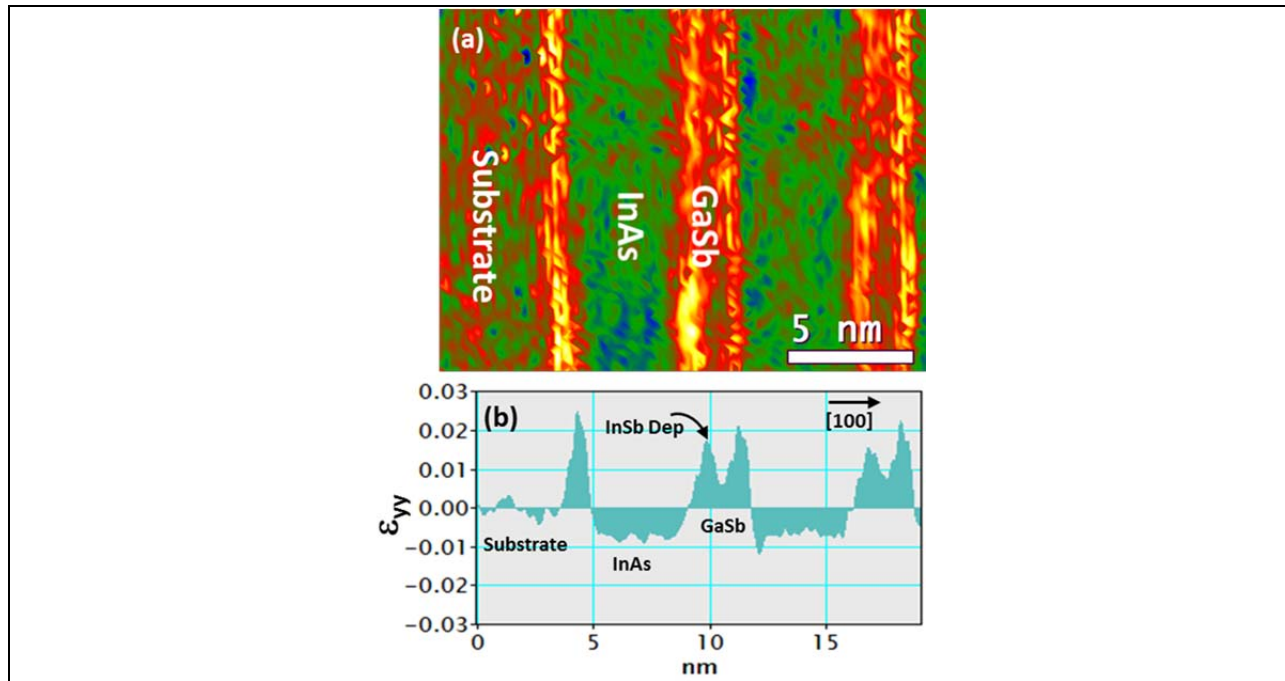 (a)
Substrate
InAs
GaSb
5 nm
0.03
0.02
0.01
0.00
-0.01
-0.02
-0.03
εyy
(b)
InSb Dep
[100]
Substrate
InAs
GaSb
0
5
10
15
nm